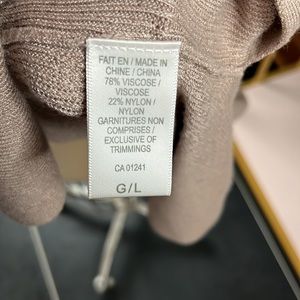 FAIT EN / MADE IN
CHINE / CHINA
78% VISCOSE /
VISCOSE
22% NYLON /
NYLON
GARNITURES NON
COMPRISES /
EXCLUSIVE OF
TRIMMINGS
CA 01241
G/L